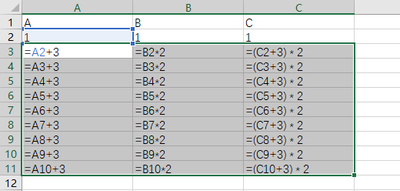 A B C
1 A B C
2 1 1 1
3 =A2+3 =B2*2 =(C2+3) * 2
4 =A3+3 =B3*2 =(C3+3) * 2
5 =A4+3 =B4*2 =(C4+3) * 2
6 =A5+3 =B5*2 =(C5+3) * 2
7 =A6+3 =B6*2 =(C6+3) * 2
8 =A7+3 =B7*2 =(C7+3) * 2
9 =A8+3 =B8*2 =(C8+3) * 2
10 =A9+3 =B9*2 =(C9+3) * 2
11 =A10+3 =B10*2 =(C10+3) * 2
12